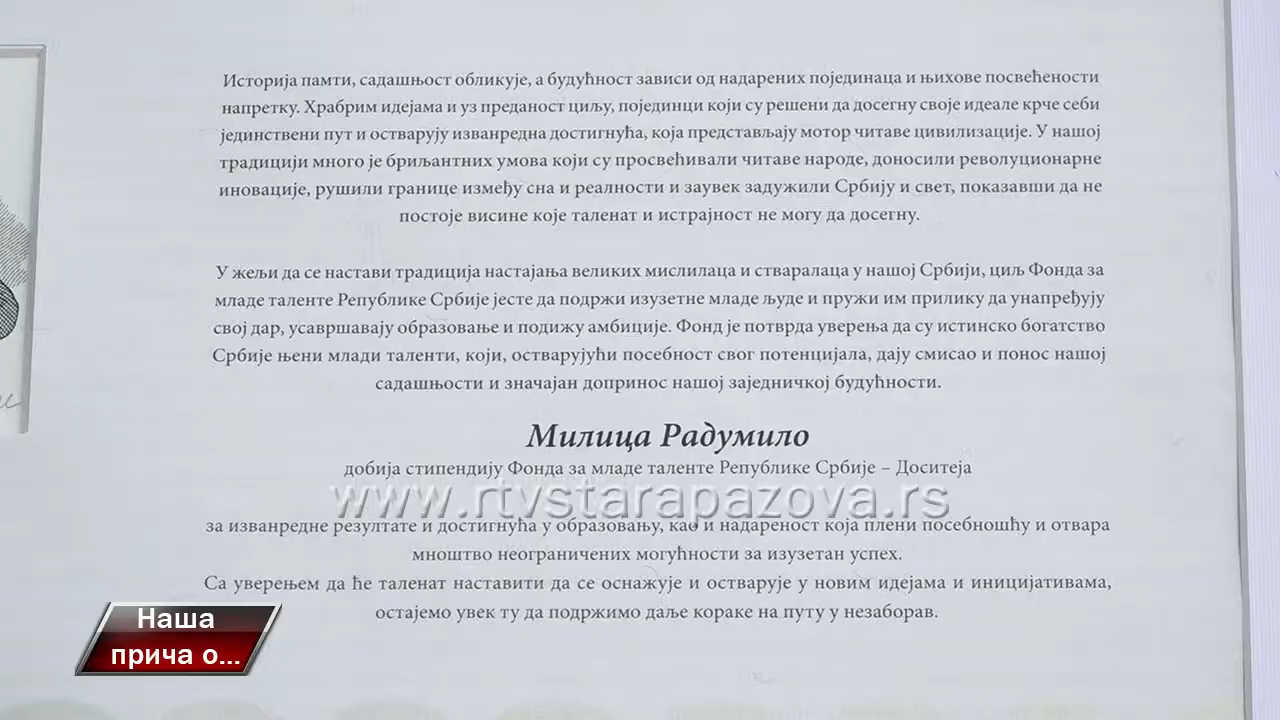 Историја памти, садашњост обликује, а будућност зависи од надарених појединаца и њихове посвећености
напретку. Храбрим идејама и уз преданост циљу, појединци који су решени да досегну своје идеале крче себи
јединствени пут и остварују изванредна достигнућа, која представљају мотор читаве цивилизације. У нашој
традицији много је бриљантних умова који су просвећивали читаве народе, доносили револуционарне
иновације, рушили границе између сна и реалности и заувек задужили Србију и свет, показавши да не
постоје висине које таленат и истрајност не могу да досегну.
У жељи да се настави традиција настајања великих мислилаца и стваралаца у нашој Србији, циљ Фонда за
младе таленте Републике Србије јесте да подржи изузетне младе људе и пружи им прилику да унапређују
свој дар, усавршавају образовање и подижу амбиције. Фонд је потврда уверења да су истинско богатство
Србије њени млади таленти, који, остварујући посебност свог потенцијала, дају смисао и понос нашој
садашњости и значајан допринос нашој заједничкој будућности.
Милица Радумило
добија стипендију Фонда за младе таленте Републике Србије – Доситеја
www.rtvstarapazova.rs
за изванредне резултате и достигнућа у образовању, као и надареност која плени посебношћу и отвара
мноштво неограничених могућности за изузетан успех.
Са уверењем да ће таленат наставити да се оснажује и остварује у новим идејама и иницијативама,
остајемо увек ту да подржимо даље кораке на путу у незаборав.
Наша
прича о...